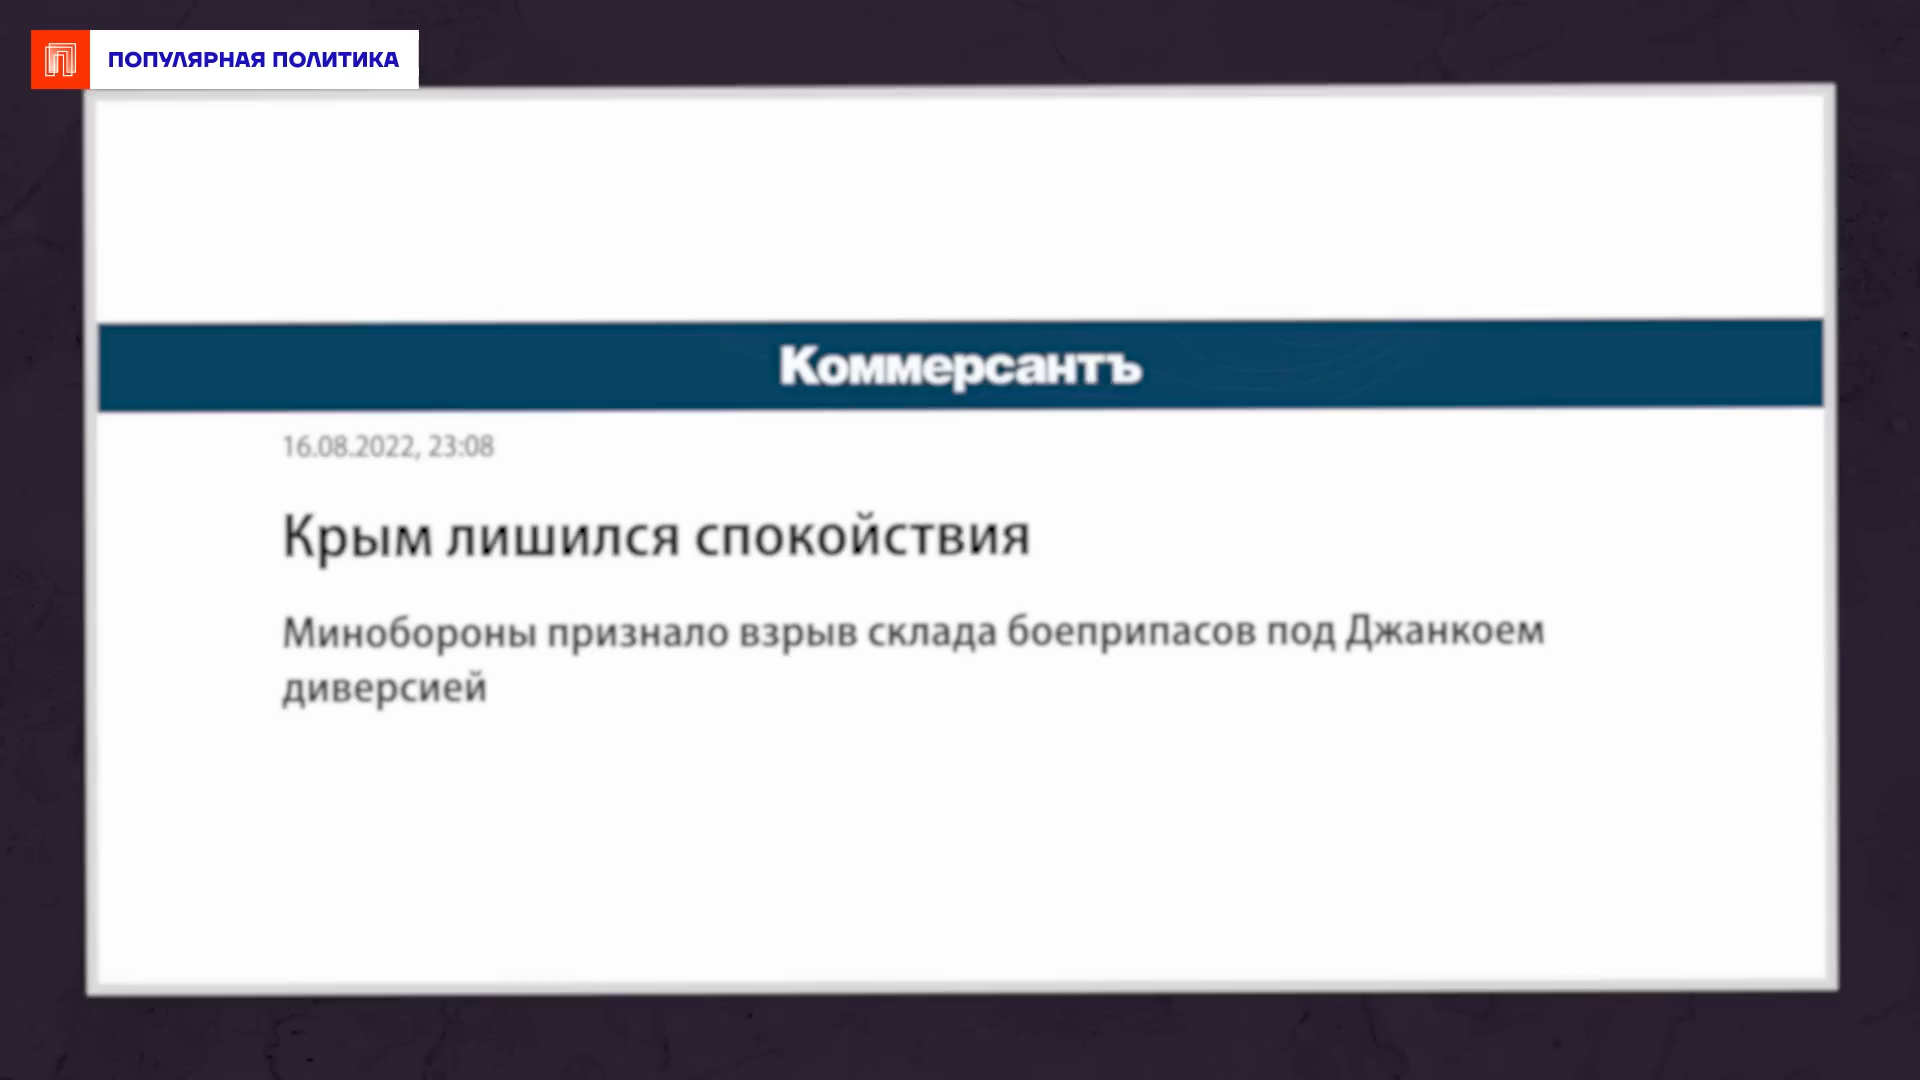 ПОПУЛЯРНАЯ ПОЛИТИКА
Коммерсантъ
16.08.2022, 23:08
Крым лишился спокойствия
Минобороны признало взрыв склада боеприпасов под Джанкоем
диверсией